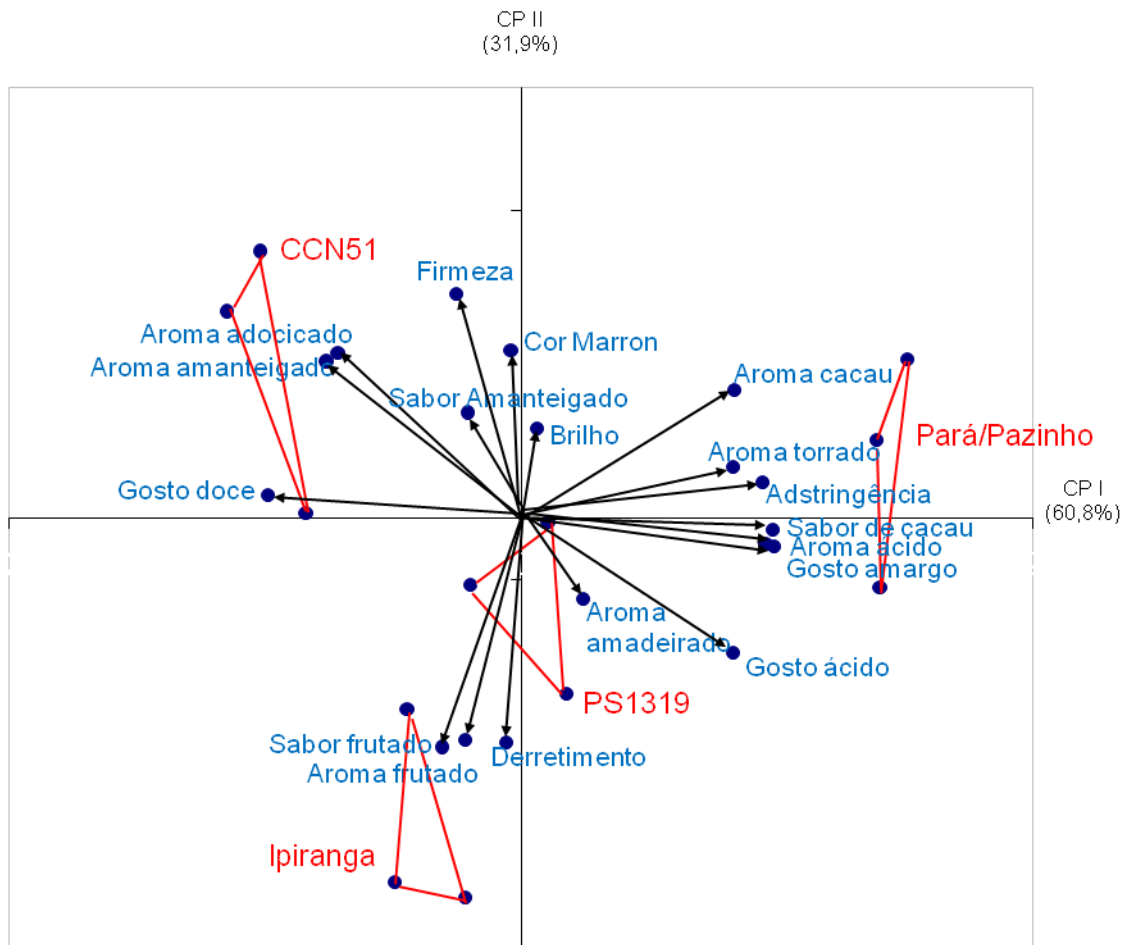 CP II
(31,9%)
CCN51
Firmeza
Aroma adocicado
Cor Marron
Aroma amanteigado
Aroma cacau
Sabor Amanteigado
Brilho
Pará/Pazinho
Aroma torrado
Gosto doce
Adstringência
CP I
(60,8%)
Sabor de cacau
Aroma ácido
Gosto amargo
Aroma
amadeirado
Gosto ácido
PS1319
Sabor frutado
Derretimento
Aroma frutado
Ipiranga